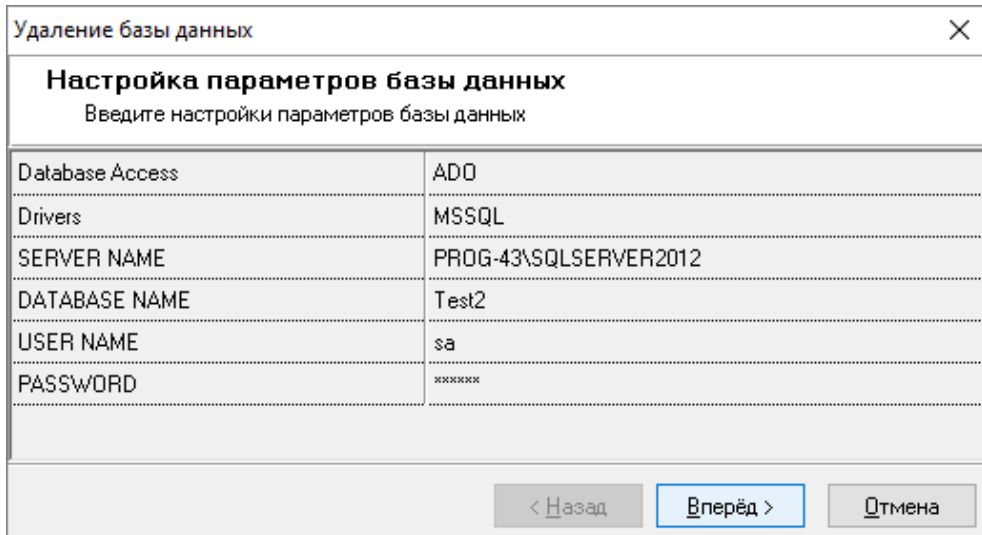 Удаление базы данных
Настройка параметров базы данных
Введите настройки параметров базы данных
Database Access ADO
Drivers MSSQL
SERVER NAME PROG-43\SQLSERVER2012
DATABASE NAME Test2
USER NAME sa
PASSWORD ******
< Назад Вперёд > Отмена